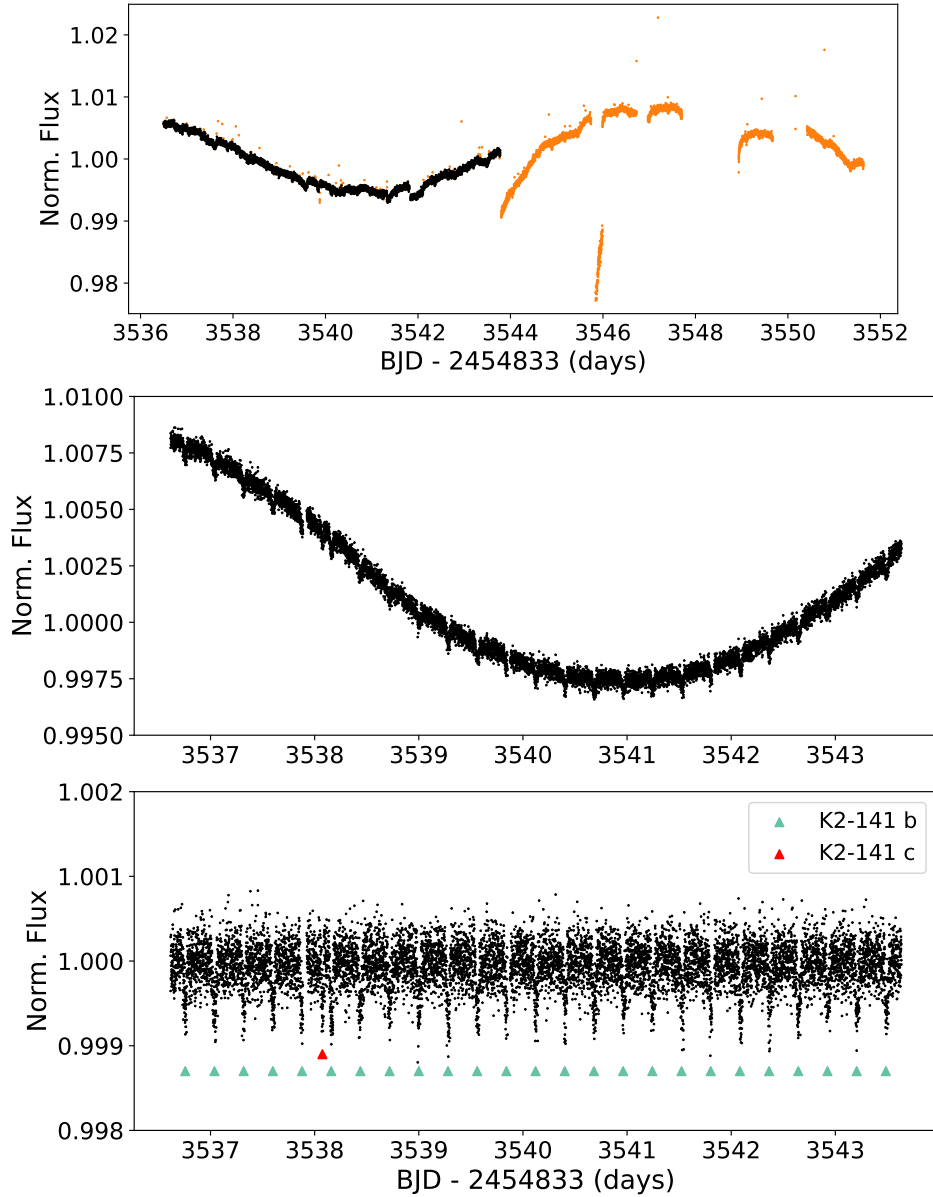 1.02
1.01
1.00
0.99
0.98
Norm. Flux
3536 3538 3540 3542 3544 3546 3548 3550 3552
BJD - 2454833 (days)
1.0100
1.0075
1.0050
1.0025
1.0000
0.9975
0.9950
Norm. Flux
3537 3538 3539 3540 3541 3542 3543
1.002
1.001
1.000
0.999
0.998
Norm. Flux
K2-141 b
K2-141 c
3537 3538 3539 3540 3541 3542 3543
BJD - 2454833 (days)